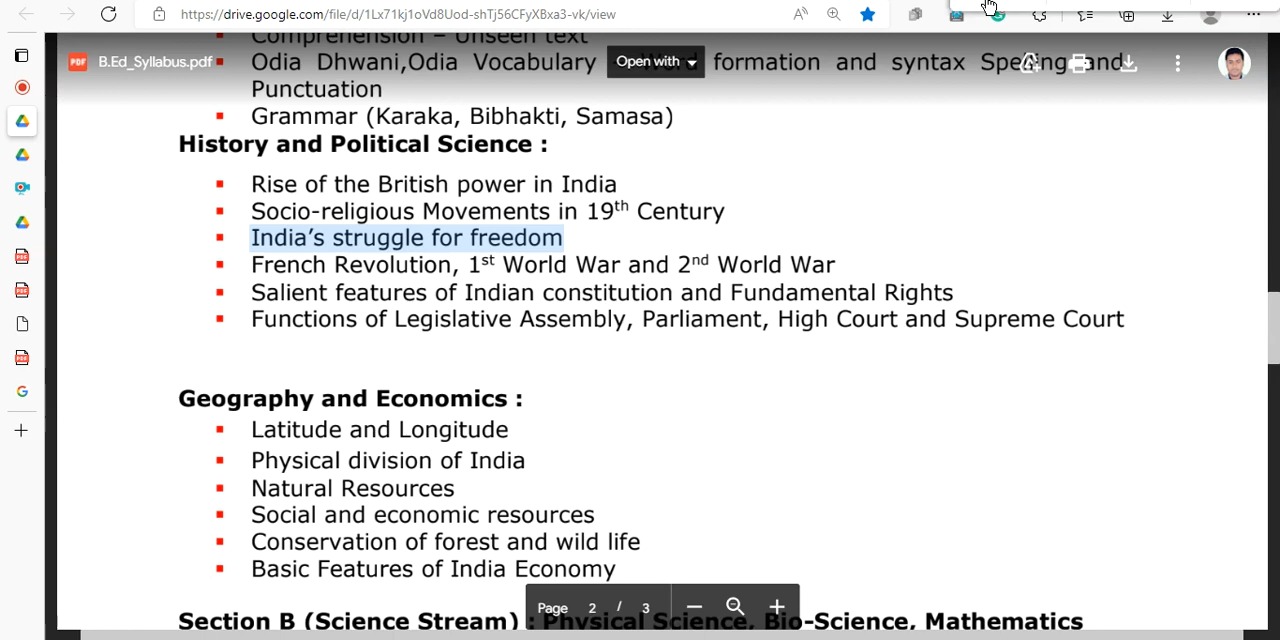 https://drive.google.com/file/d/1Lx71kj1oVd8Uod-shTj56CFyXBxa3-vk/view
Comprehension – Unseen text
B.Ed_Syllabus.pdf
Open with
Odia Dhwani,Odia Vocabulary – Word formation and syntax Spelling and
Punctuation
Grammar (Karaka, Bibhakti, Samasa)
History and Political Science :
Rise of the British power in India
Socio-religious Movements in 19th Century
India’s struggle for freedom
French Revolution, 1st World War and 2nd World War
Salient features of Indian constitution and Fundamental Rights
Functions of Legislative Assembly, Parliament, High Court and Supreme Court
Geography and Economics :
Latitude and Longitude
Physical division of India
Natural Resources
Social and economic resources
Conservation of forest and wild life
Basic Features of India Economy
Page 2 / 3
Section B (Science Stream) : Physical Science, Bio-Science, Mathematics